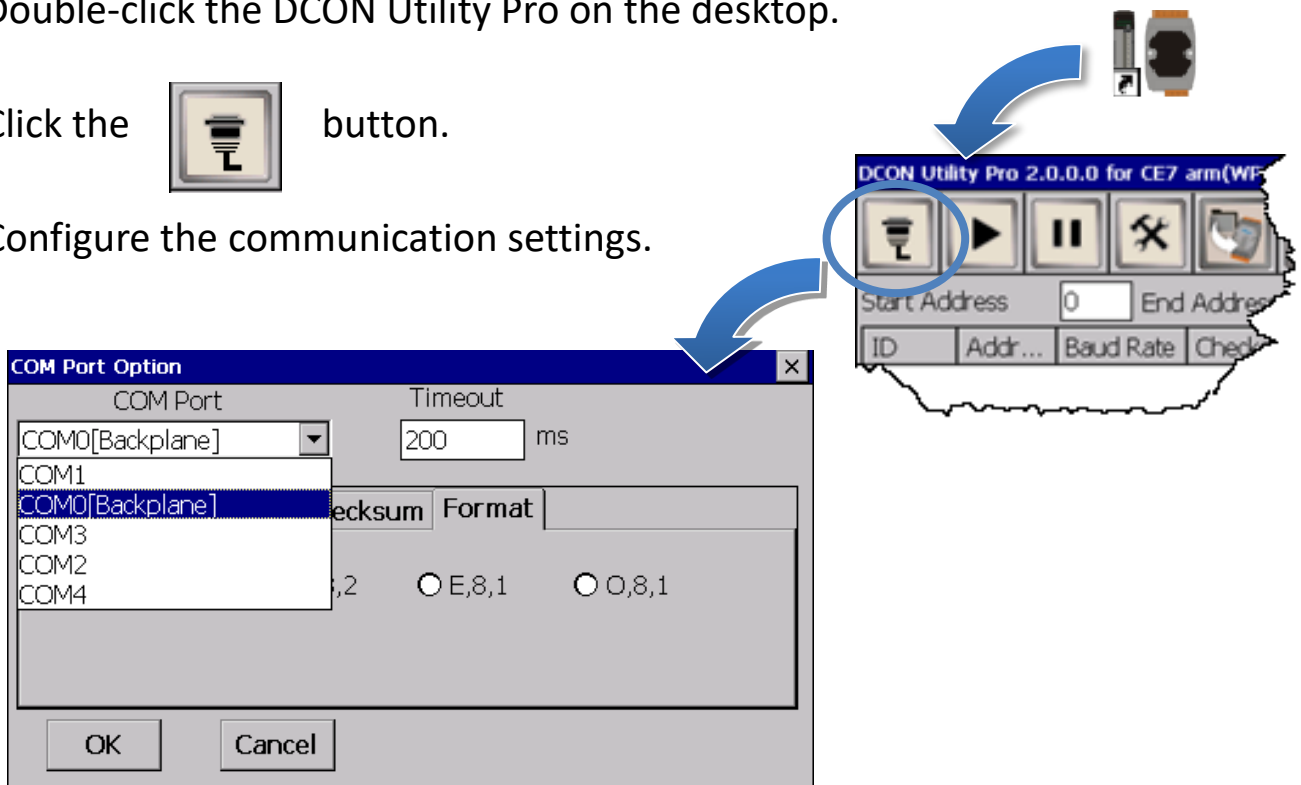 Double-click the DCON Utility Pro on the desktop.
Click the button.
Configure the communication settings.
DCON Utility Pro 2.0.0.0 for CE7 arm(WP
Start Address 0 End Address
ID Addr... Baud Rate Check
COM Port Option
COM Port Timeout
COM0[Backplane] 200 ms
COM1
COM0[Backplane]
ecksum Format
COM3
COM2
,2 E,8,1 O,8,1
COM4
OK Cancel